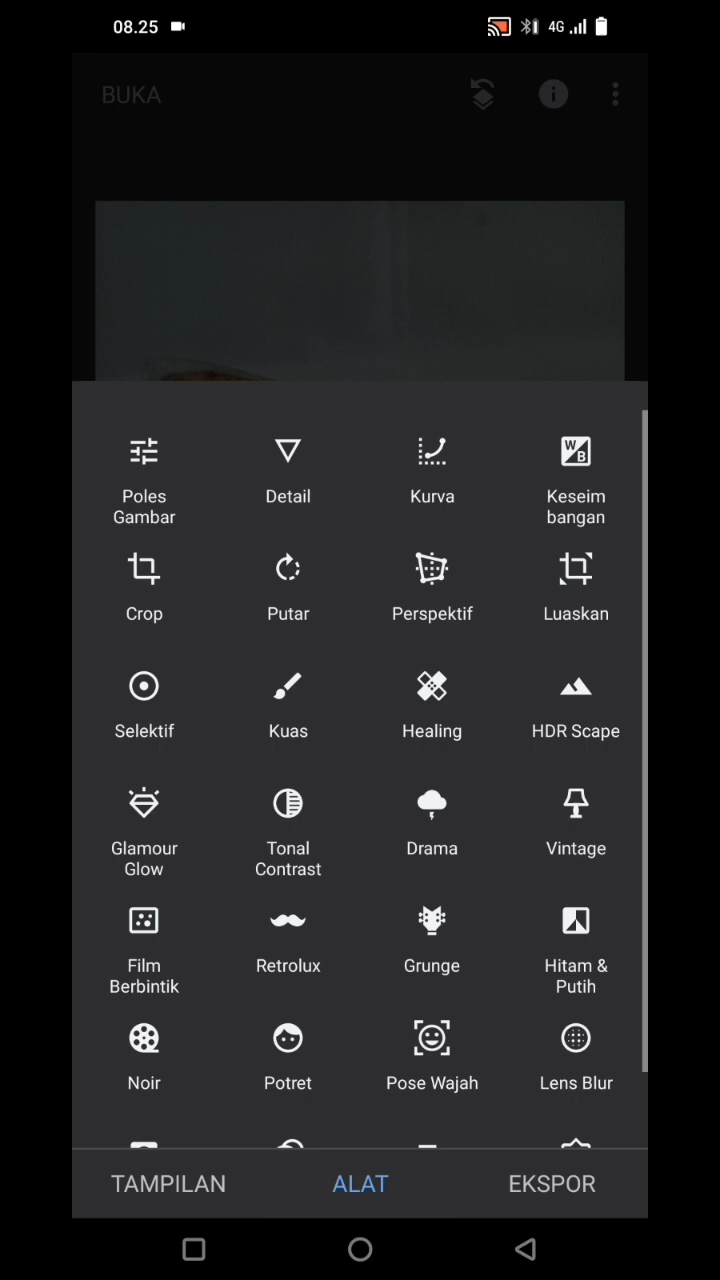 08.25
4G
BUKA
Poles
Gambar
Detail
Kurva
Keseim
bangan
Crop
Putar
Perspektif
Luaskan
Selektif
Kuas
Healing
HDR Scape
Glamour
Glow
Tonal
Contrast
Drama
Vintage
Film
Berbintik
Retrolux
Grunge
Hitam &
Putih
Noir
Potret
Pose Wajah
Lens Blur
TAMPILAN
ALAT
EKSPOR